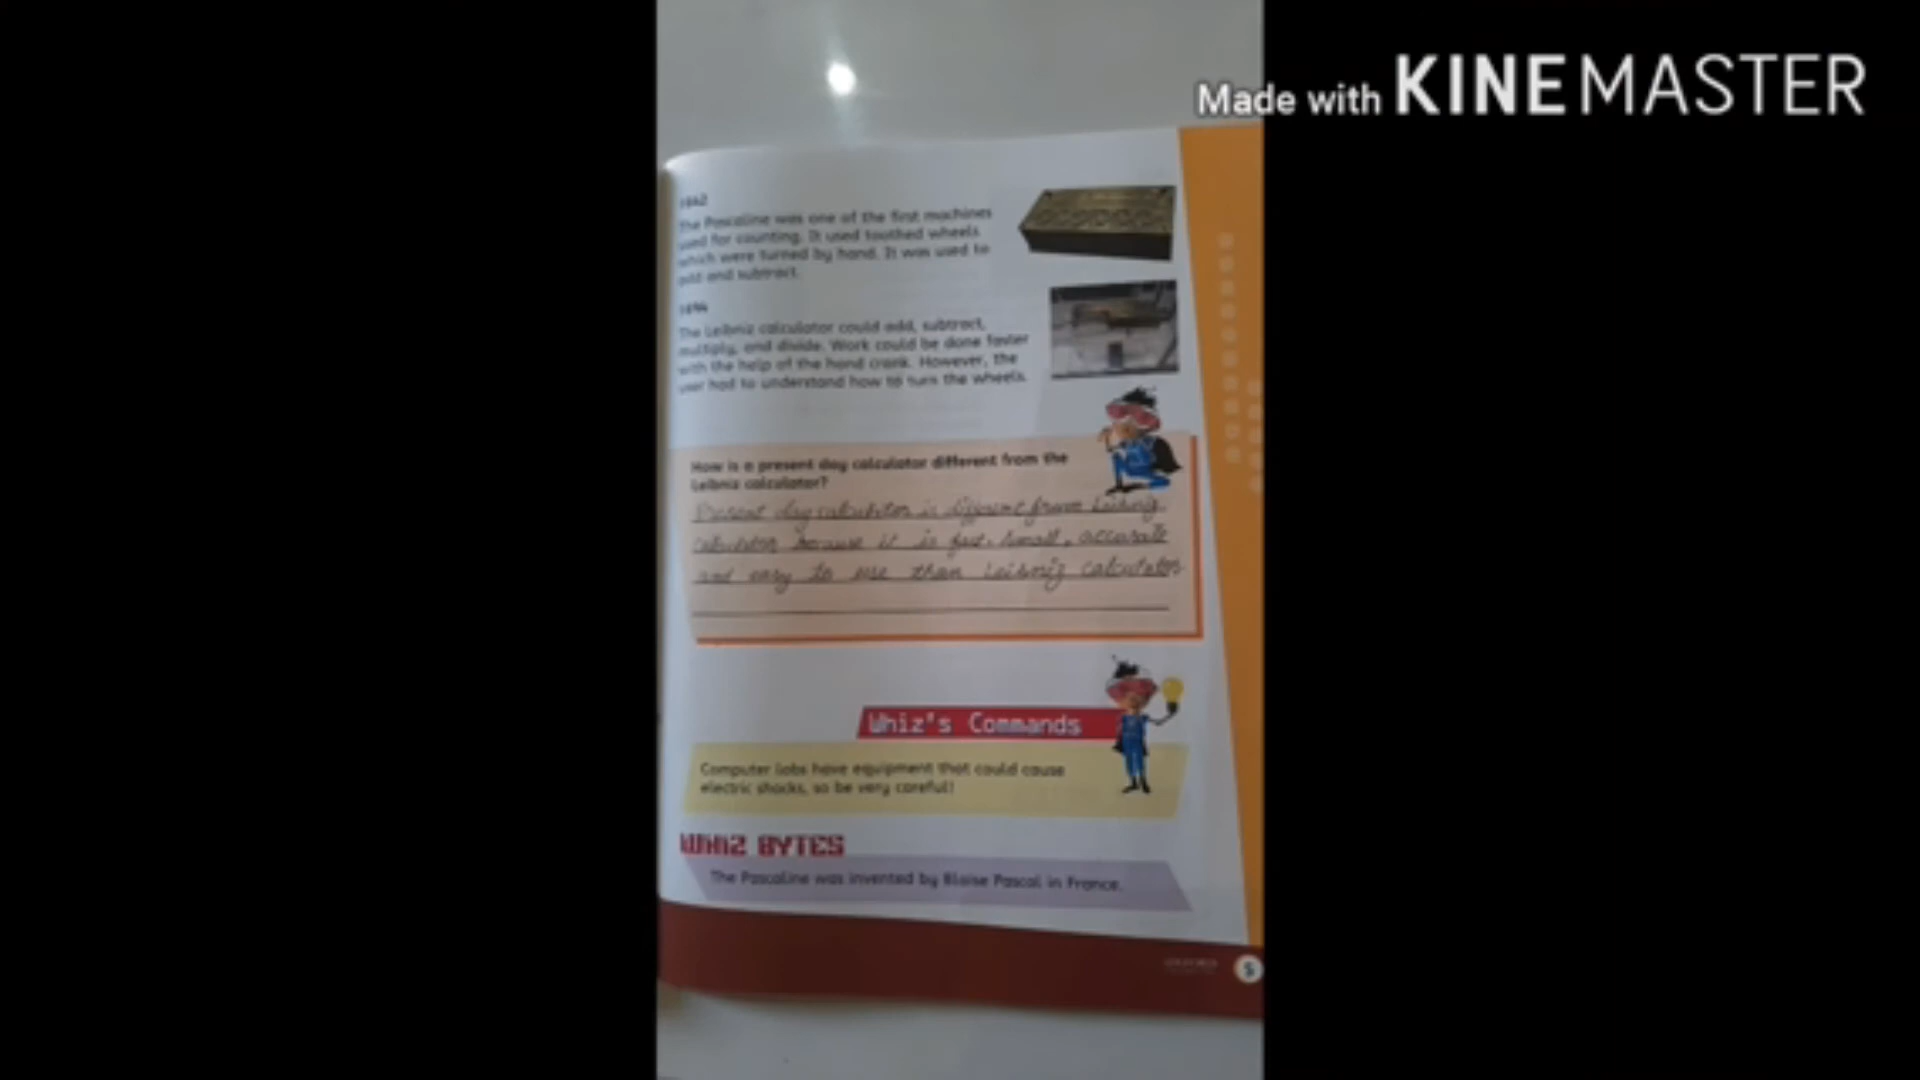 Made with KINEMASTER
1642
The Pascaline was one of the first machines
used for counting. It used toothed wheels
which were turned by hand. It was used to
add and subtract.
1694
The Leibniz calculator could add, subtract,
multiply, and divide. Work could be done faster
with the help of the hand crank. However, the
user had to understand how to turn the wheels.
How is a present day calculator different from the
Leibniz calculator?
Present day calculator is different from Leibniz
calculator because it is fast, small, accurate
and easy to use than Leibniz calculator
Whiz's Commands
Computer labs have equipment that could cause
electric shocks, so be very careful!
WHIZ BYTES
The Pascaline was invented by Blaise Pascal in France.
OXFORD
5